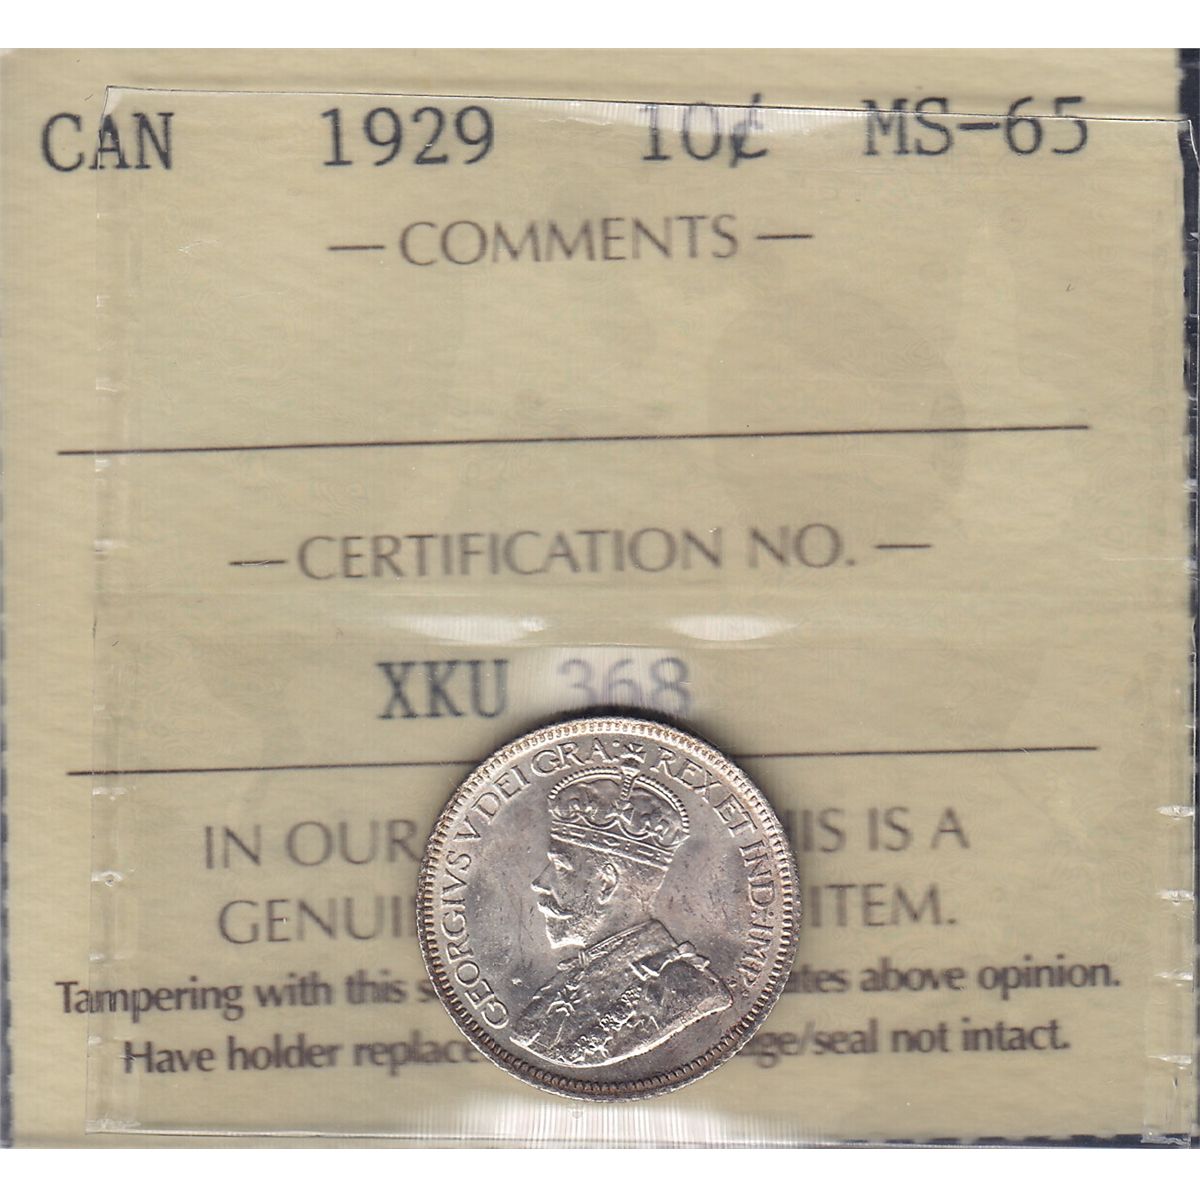 CAN 1929 10¢ MS-65
— COMMENTS —
— CERTIFICATION NO. —
XKU 368
GEORGIVS V DEI GRA: REX ET IND: IMP:
IN OUR HIS IS A
GENUI ITEM.
Tampering with this s tes above opinion.
Have holder replace ge/seal not intact.